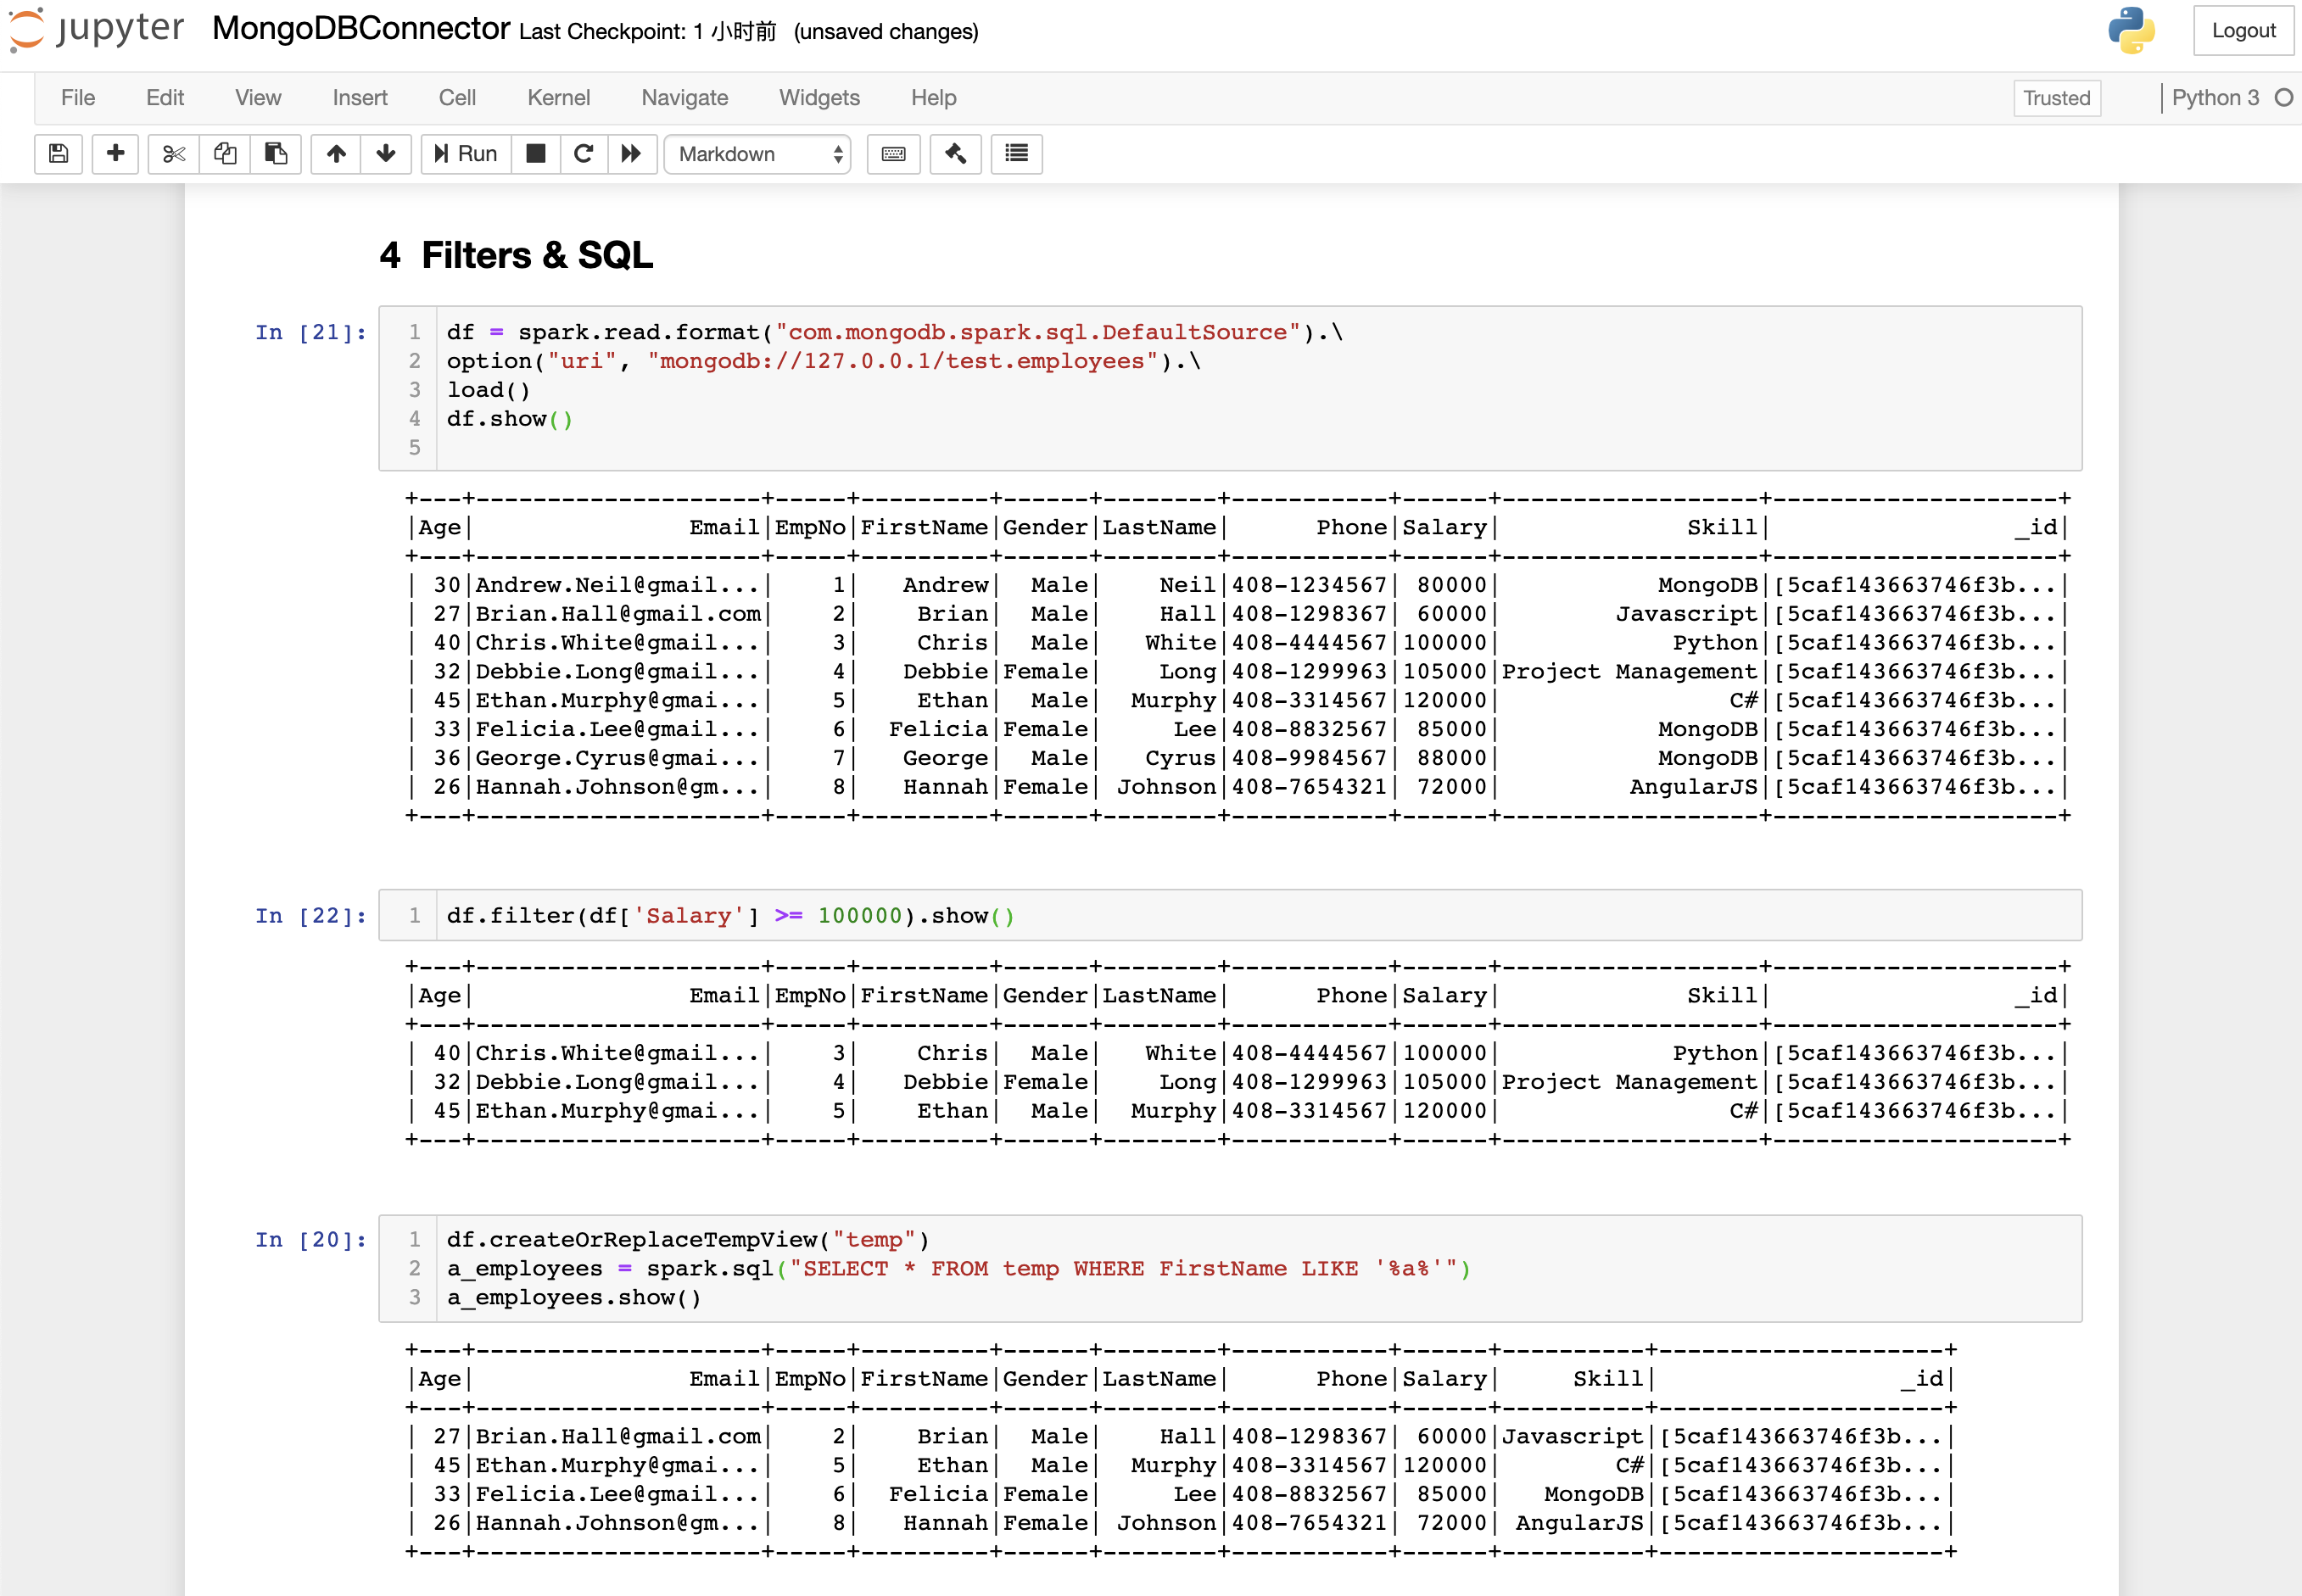 jupyter MongoDBConnector Last Checkpoint: 1 小时前 (unsaved changes) Logout
File Edit View Insert Cell Kernel Navigate Widgets Help Trusted Python 3
Run Markdown
4 Filters & SQL
In [21]:
1 df = spark.read.format("com.mongodb.spark.sql.DefaultSource").\
2 option("uri", "mongodb://127.0.0.1/test.employees").\
3 load()
4 df.show()
5
+---+--------------------+-----+---------+------+--------+-----------+------+------------------+--------------------+
|Age|               Email|EmpNo|FirstName|Gender|LastName|      Phone|Salary|             Skill|                 _id|
+---+--------------------+-----+---------+------+--------+-----------+------+------------------+--------------------+
| 30|Andrew.Neil@gmail...|    1|   Andrew|  Male|    Neil|408-1234567| 80000|           MongoDB|[5caf143663746f3b...|
| 27|Brian.Hall@gmail.com|    2|    Brian|  Male|    Hall|408-1298367| 60000|        Javascript|[5caf143663746f3b...|
| 40|Chris.White@gmail...|    3|    Chris|  Male|   White|408-4444567|100000|            Python|[5caf143663746f3b...|
| 32|Debbie.Long@gmail...|    4|   Debbie|Female|    Long|408-1299963|105000|Project Management|[5caf143663746f3b...|
| 45|Ethan.Murphy@gmai...|    5|    Ethan|  Male|  Murphy|408-3314567|120000|                C#|[5caf143663746f3b...|
| 33|Felicia.Lee@gmail...|    6|  Felicia|Female|     Lee|408-8832567| 85000|           MongoDB|[5caf143663746f3b...|
| 36|George.Cyrus@gmai...|    7|   George|  Male|   Cyrus|408-9984567| 88000|           MongoDB|[5caf143663746f3b...|
| 26|Hannah.Johnson@gm...|    8|   Hannah|Female| Johnson|408-7654321| 72000|         AngularJS|[5caf143663746f3b...|
+---+--------------------+-----+---------+------+--------+-----------+------+------------------+--------------------+
In [22]:
1 df.filter(df['Salary'] >= 100000).show()
+---+--------------------+-----+---------+------+--------+-----------+------+------------------+--------------------+
|Age|               Email|EmpNo|FirstName|Gender|LastName|      Phone|Salary|             Skill|                 _id|
+---+--------------------+-----+---------+------+--------+-----------+------+------------------+--------------------+
| 40|Chris.White@gmail...|    3|    Chris|  Male|   White|408-4444567|100000|            Python|[5caf143663746f3b...|
| 32|Debbie.Long@gmail...|    4|   Debbie|Female|    Long|408-1299963|105000|Project Management|[5caf143663746f3b...|
| 45|Ethan.Murphy@gmai...|    5|    Ethan|  Male|  Murphy|408-3314567|120000|                C#|[5caf143663746f3b...|
+---+--------------------+-----+---------+------+--------+-----------+------+------------------+--------------------+
In [20]:
1 df.createOrReplaceTempView("temp")
2 a_employees = spark.sql("SELECT * FROM temp WHERE FirstName LIKE '%a%'")
3 a_employees.show()
+---+--------------------+-----+---------+------+--------+-----------+------+----------+--------------------+
|Age|               Email|EmpNo|FirstName|Gender|LastName|      Phone|Salary|     Skill|                 _id|
+---+--------------------+-----+---------+------+--------+-----------+------+----------+--------------------+
| 27|Brian.Hall@gmail.com|    2|    Brian|  Male|    Hall|408-1298367| 60000|Javascript|[5caf143663746f3b...|
| 45|Ethan.Murphy@gmai...|    5|    Ethan|  Male|  Murphy|408-3314567|120000|        C#|[5caf143663746f3b...|
| 33|Felicia.Lee@gmail...|    6|  Felicia|Female|     Lee|408-8832567| 85000|   MongoDB|[5caf143663746f3b...|
| 26|Hannah.Johnson@gm...|    8|   Hannah|Female| Johnson|408-7654321| 72000| AngularJS|[5caf143663746f3b...|
+---+--------------------+-----+---------+------+--------+-----------+------+----------+--------------------+